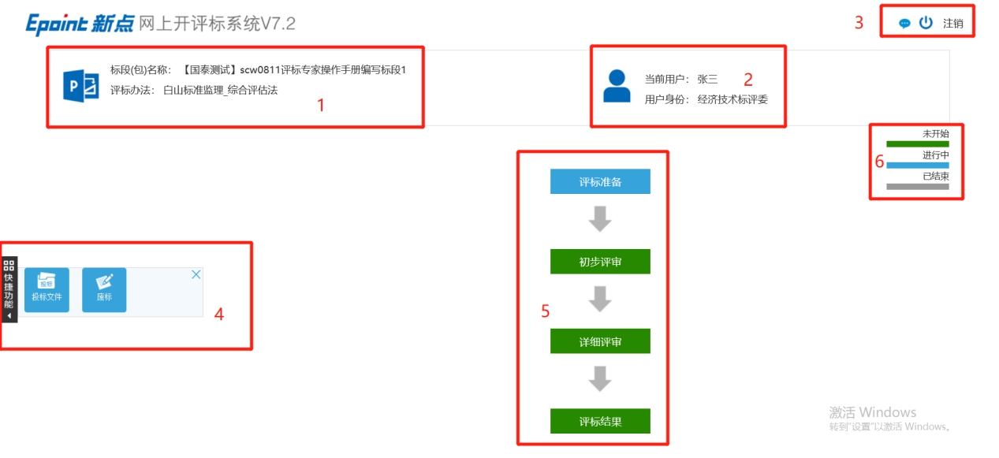 Epoint 新点 网上开评标系统V7.2
3
注销
标段(包)名称： 【国泰测试】scw0811评标专家操作手册编写标段1
评标办法： 白山标准监理_综合评估法
1
当前用户： 张三
2
用户身份： 经济技术标评委
未开始
进行中
6
已结束
评标准备
初步评审
快捷功能
投标
投标文件
废标
4
5
详细评审
评标结果
激活 Windows
转到"设置"以激活 Windows。